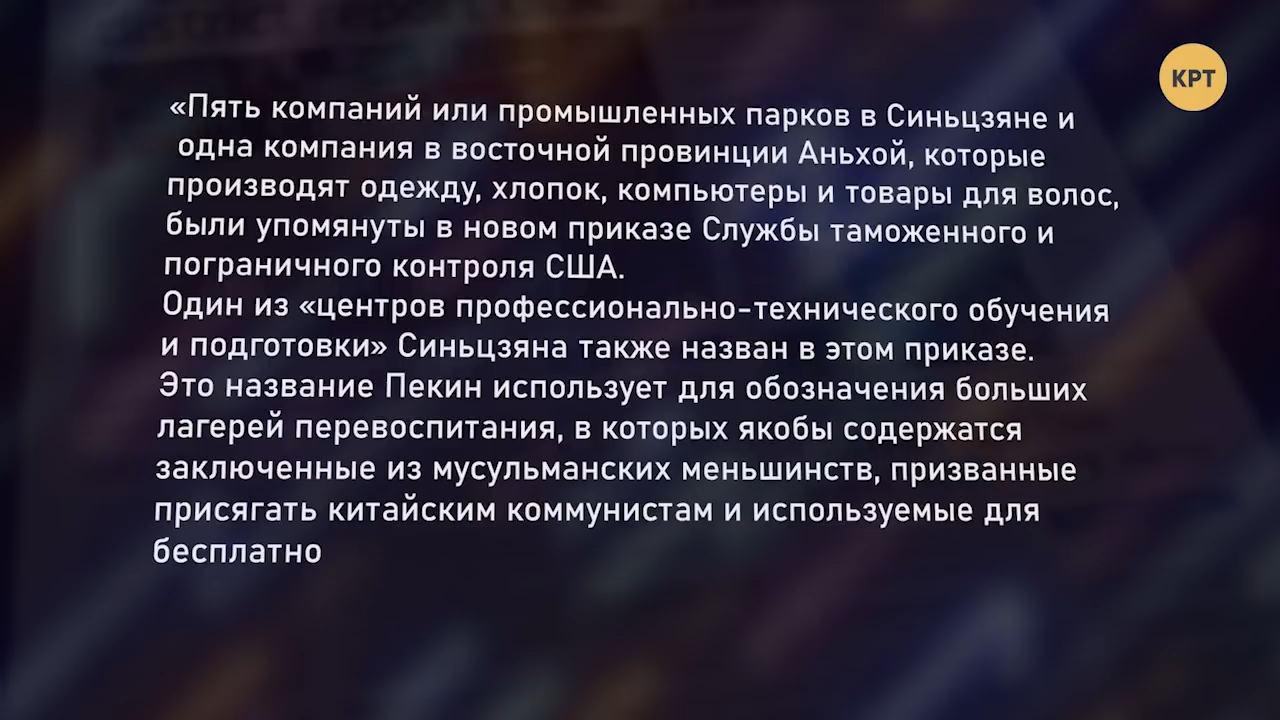 КРТ
«Пять компаний или промышленных парков в Синьцзяне и
одна компания в восточной провинции Аньхой, которые
производят одежду, хлопок, компьютеры и товары для волос,
были упомянуты в новом приказе Службы таможенного и
пограничного контроля США.
Один из «центров профессионально-технического обучения
и подготовки» Синьцзяна также назван в этом приказе.
Это название Пекин использует для обозначения больших
лагерей перевоспитания, в которых якобы содержатся
заключенные из мусульманских меньшинств, призванные
присягать китайским коммунистам и используемые для
бесплатно